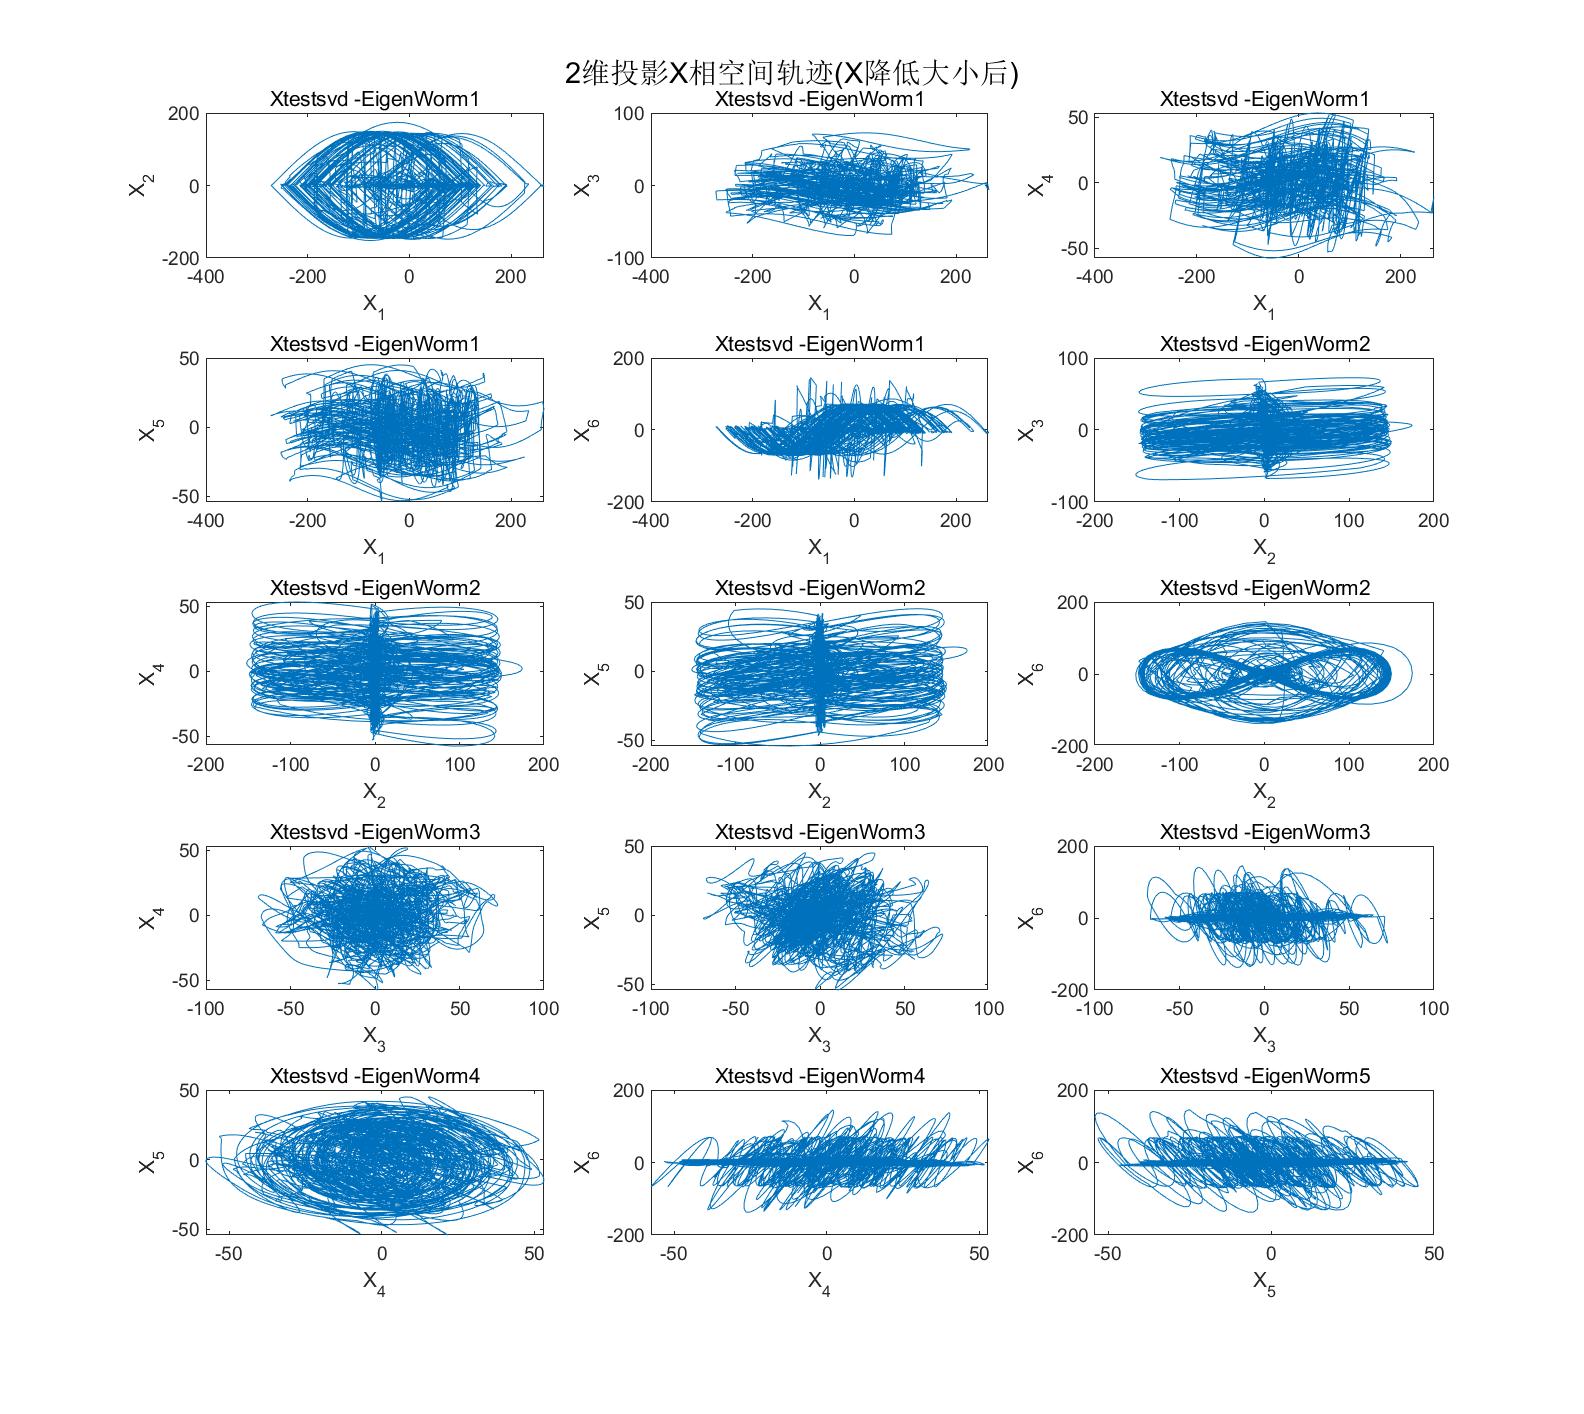 2维投影X相空间轨迹(X降低大小后)
Xtestsvd -EigenWorm1
200
0
-200
X2
-400 -200 0 200
X1
Xtestsvd -EigenWorm1
100
0
-100
X3
-400 -200 0 200
X1
Xtestsvd -EigenWorm1
50
0
-50
X4
-400 -200 0 200
X1
Xtestsvd -EigenWorm1
50
0
-50
X5
-400 -200 0 200
X1
Xtestsvd -EigenWorm1
200
0
-200
X6
-400 -200 0 200
X1
Xtestsvd -EigenWorm2
100
0
-100
X3
-200 -100 0 100 200
X2
Xtestsvd -EigenWorm2
50
0
-50
X4
-200 -100 0 100 200
X2
Xtestsvd -EigenWorm2
50
0
-50
X5
-200 -100 0 100 200
X2
Xtestsvd -EigenWorm2
200
0
-200
X6
-200 -100 0 100 200
X2
Xtestsvd -EigenWorm3
50
0
-50
X4
-100 -50 0 50 100
X3
Xtestsvd -EigenWorm3
50
0
-50
X5
-100 -50 0 50 100
X3
Xtestsvd -EigenWorm3
200
0
-200
X6
-100 -50 0 50 100
X3
Xtestsvd -EigenWorm4
50
0
-50
X5
-50 0 50
X4
Xtestsvd -EigenWorm4
200
0
-200
X6
-50 0 50
X4
Xtestsvd -EigenWorm5
200
0
-200
X6
-50 0 50
X5